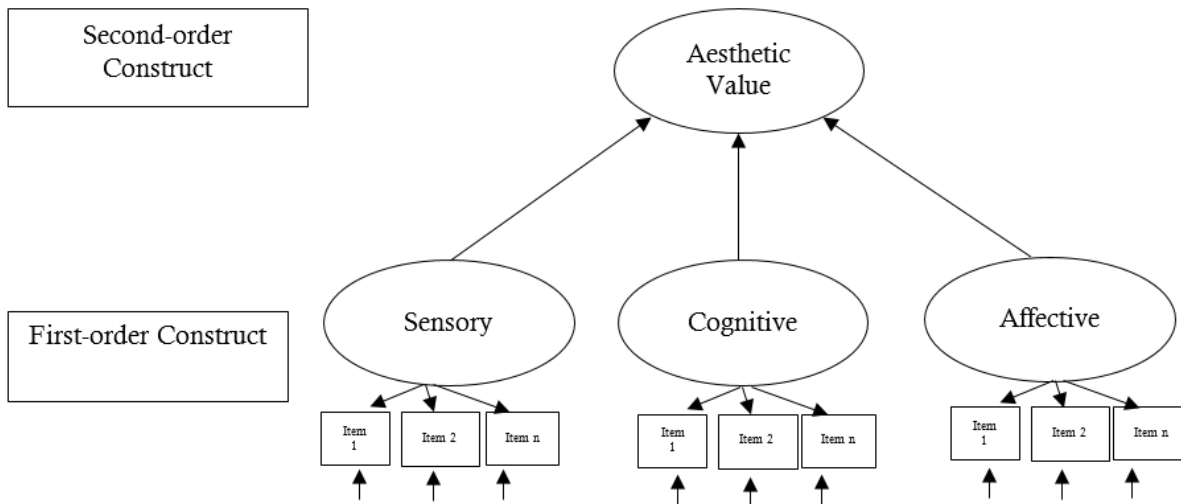 Second-order
Construct
Aesthetic
Value
First-order Construct
Sensory
Cognitive
Affective
Item
1
Item 2
Item n
Item
1
Item 2
Item n
Item
1
Item 2
Item n